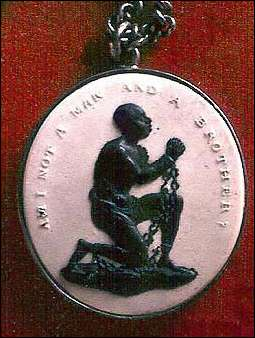 AM I NOT A MAN AND A BROTHER?